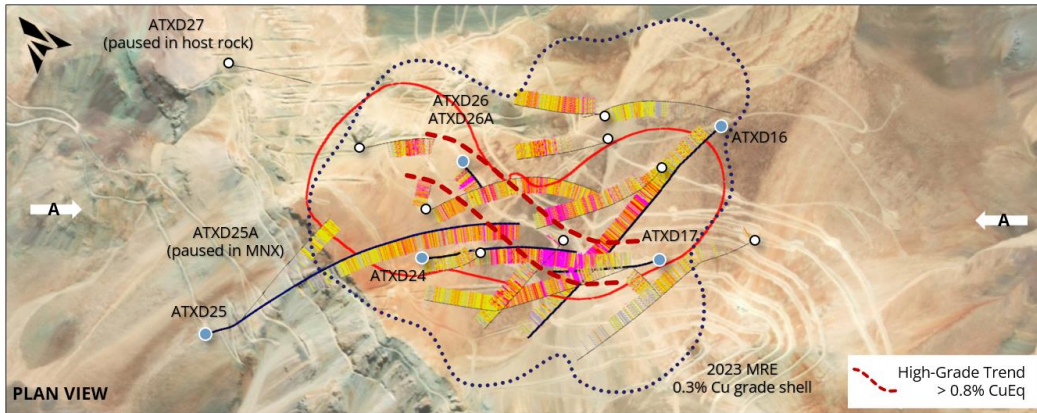 ATXD27
(paused in host rock)
ATXD26
ATXD26A
ATXD16
A
A
ATXD25A
(paused in MNX)
ATXD17
ATXD24
ATXD25
2023 MRE
0.3% Cu grade shell
PLAN VIEW
High-Grade Trend
> 0.8% CuEq